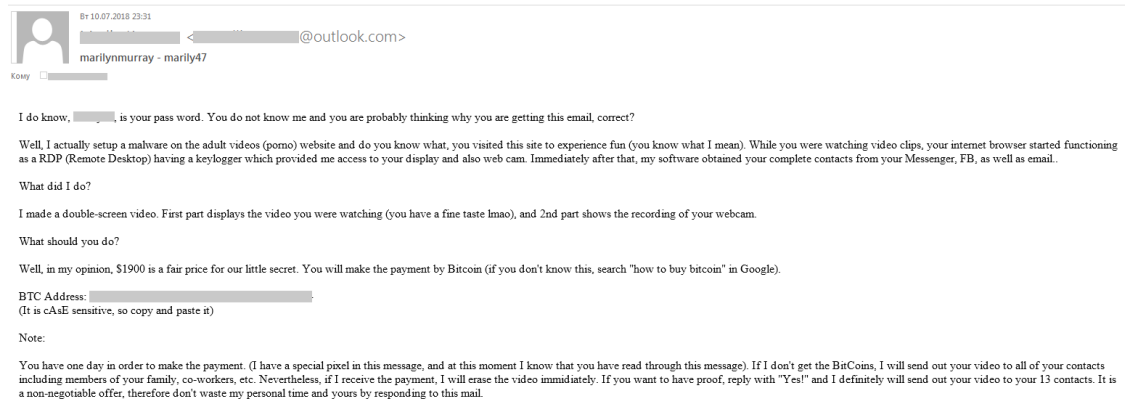 Вт 10.07.2018 23:31
< @outlook.com>
marilynmurray - marily47
Кому
I do know, , is your pass word. You do not know me and you are probably thinking why you are getting this email, correct?
Well, I actually setup a malware on the adult videos (porno) website and do you know what, you visited this site to experience fun (you know what I mean). While you were watching video clips, your internet browser started functioning
as a RDP (Remote Desktop) having a keylogger which provided me access to your display and also web cam. Immediately after that, my software obtained your complete contacts from your Messenger, FB, as well as email..
What did I do?
I made a double-screen video. First part displays the video you were watching (you have a fine taste lmao), and 2nd part shows the recording of your webcam.
What should you do?
Well, in my opinion, $1900 is a fair price for our little secret. You will make the payment by Bitcoin (if you don't know this, search "how to buy bitcoin" in Google).
BTC Address:
(It is cAsE sensitive, so copy and paste it)
Note:
You have one day in order to make the payment. (I have a special pixel in this message, and at this moment I know that you have read through this message). If I don't get the BitCoins, I will send out your video to all of your contacts
including members of your family, co-workers, etc. Nevertheless, if I receive the payment, I will erase the video immidiately. If you want to have proof, reply with "Yes!" and I definitely will send out your video to your 13 contacts. It is
a non-negotiable offer, therefore don't waste my personal time and yours by responding to this mail.